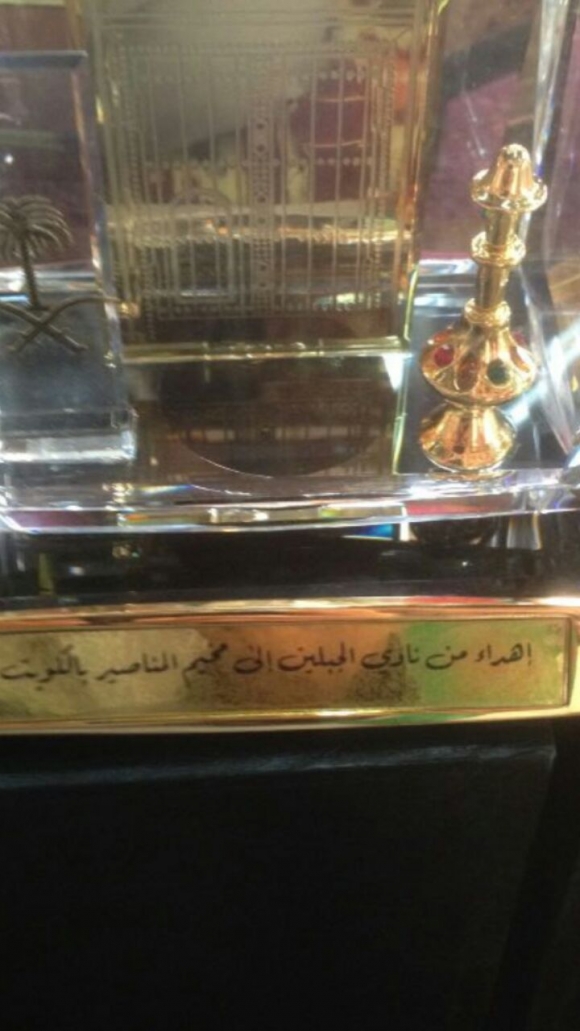 إهداء من نادي الجبلين إلى مخيم المناصير بالكويت